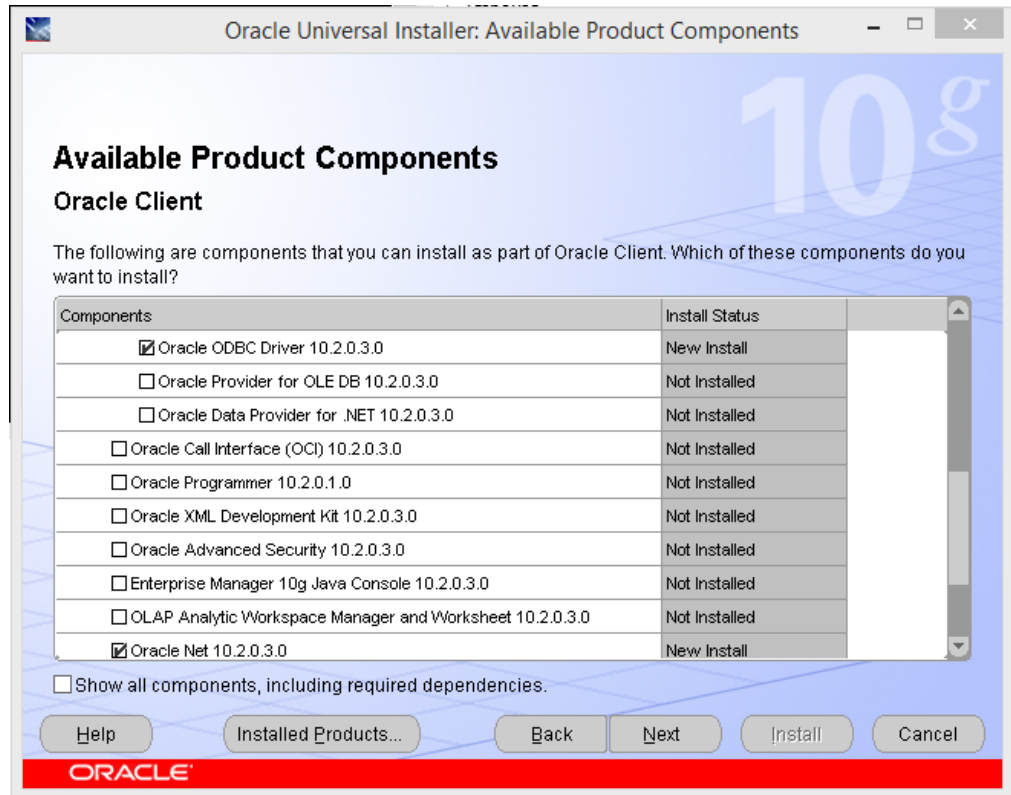 Oracle Universal Installer: Available Product Components
10g
Available Product Components
Oracle Client
The following are components that you can install as part of Oracle Client. Which of these components do you
want to install?
Components Install Status
Oracle ODBC Driver 10.2.0.3.0 New Install
Oracle Provider for OLE DB 10.2.0.3.0 Not Installed
Oracle Data Provider for .NET 10.2.0.3.0 Not Installed
Oracle Call Interface (OCI) 10.2.0.3.0 Not Installed
Oracle Programmer 10.2.0.1.0 Not Installed
Oracle XML Development Kit 10.2.0.3.0 Not Installed
Oracle Advanced Security 10.2.0.3.0 Not Installed
Enterprise Manager 10g Java Console 10.2.0.3.0 Not Installed
OLAP Analytic Workspace Manager and Worksheet 10.2.0.3.0 Not Installed
Oracle Net 10.2.0.3.0 New Install
Show all components, including required dependencies.
Help Installed Products... Back Next Install Cancel
ORACLE